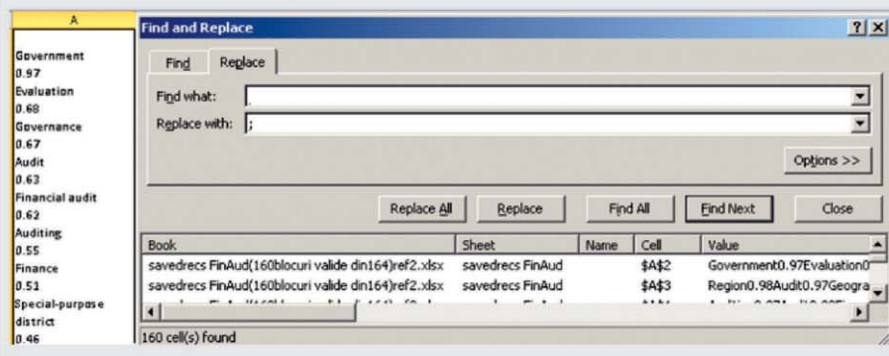 A
Government
0.97
Evaluation
0.68
Governance
0.67
Audit
0.63
Financial audit
0.62
Auditing
0.55
Finance
0.51
Special-purpose
district
0.46
Find and Replace
Find Replace
Find what:
Replace with: ;
Options >>
Replace All Replace Find All Find Next Close
Book Sheet Name Cell Value
savedrecs FinAud(160blocuri valide din164)ref2.xlsx savedrecs FinAud $A$2 Government0.97Evaluation0
savedrecs FinAud(160blocuri valide din164)ref2.xlsx savedrecs FinAud $A$3 Region0.98Audit0.97Geogra
160 cell(s) found